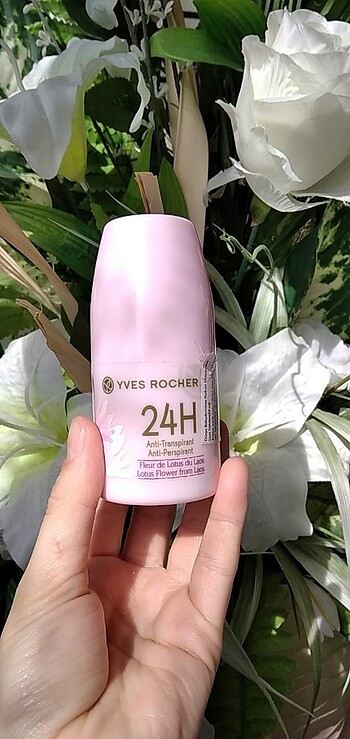 YVES ROCHER
24H
Anti-Transpirant
Anti-Perspirant
Fleur de Lotus du Laos
Lotus Flower from Laos